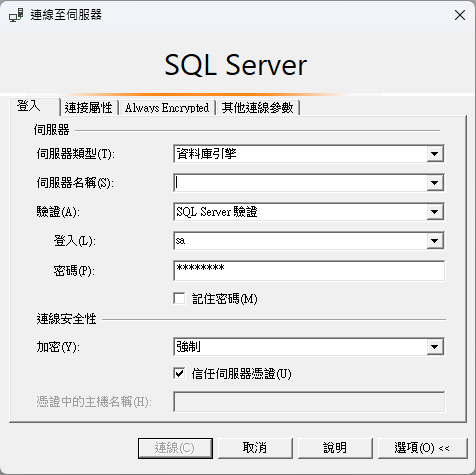 連線至伺服器
SQL Server
登入 連接屬性 Always Encrypted 其他連線參數
伺服器
伺服器類型(T): 資料庫引擎
伺服器名稱(S):
驗證(A): SQL Server 驗證
登入(L): sa
密碼(P): ********
記住密碼(M)
連線安全性
加密(Y): 強制
信任伺服器憑證(U)
憑證中的主機名稱(H):
連線(C) 取消 說明 選項(O) <<